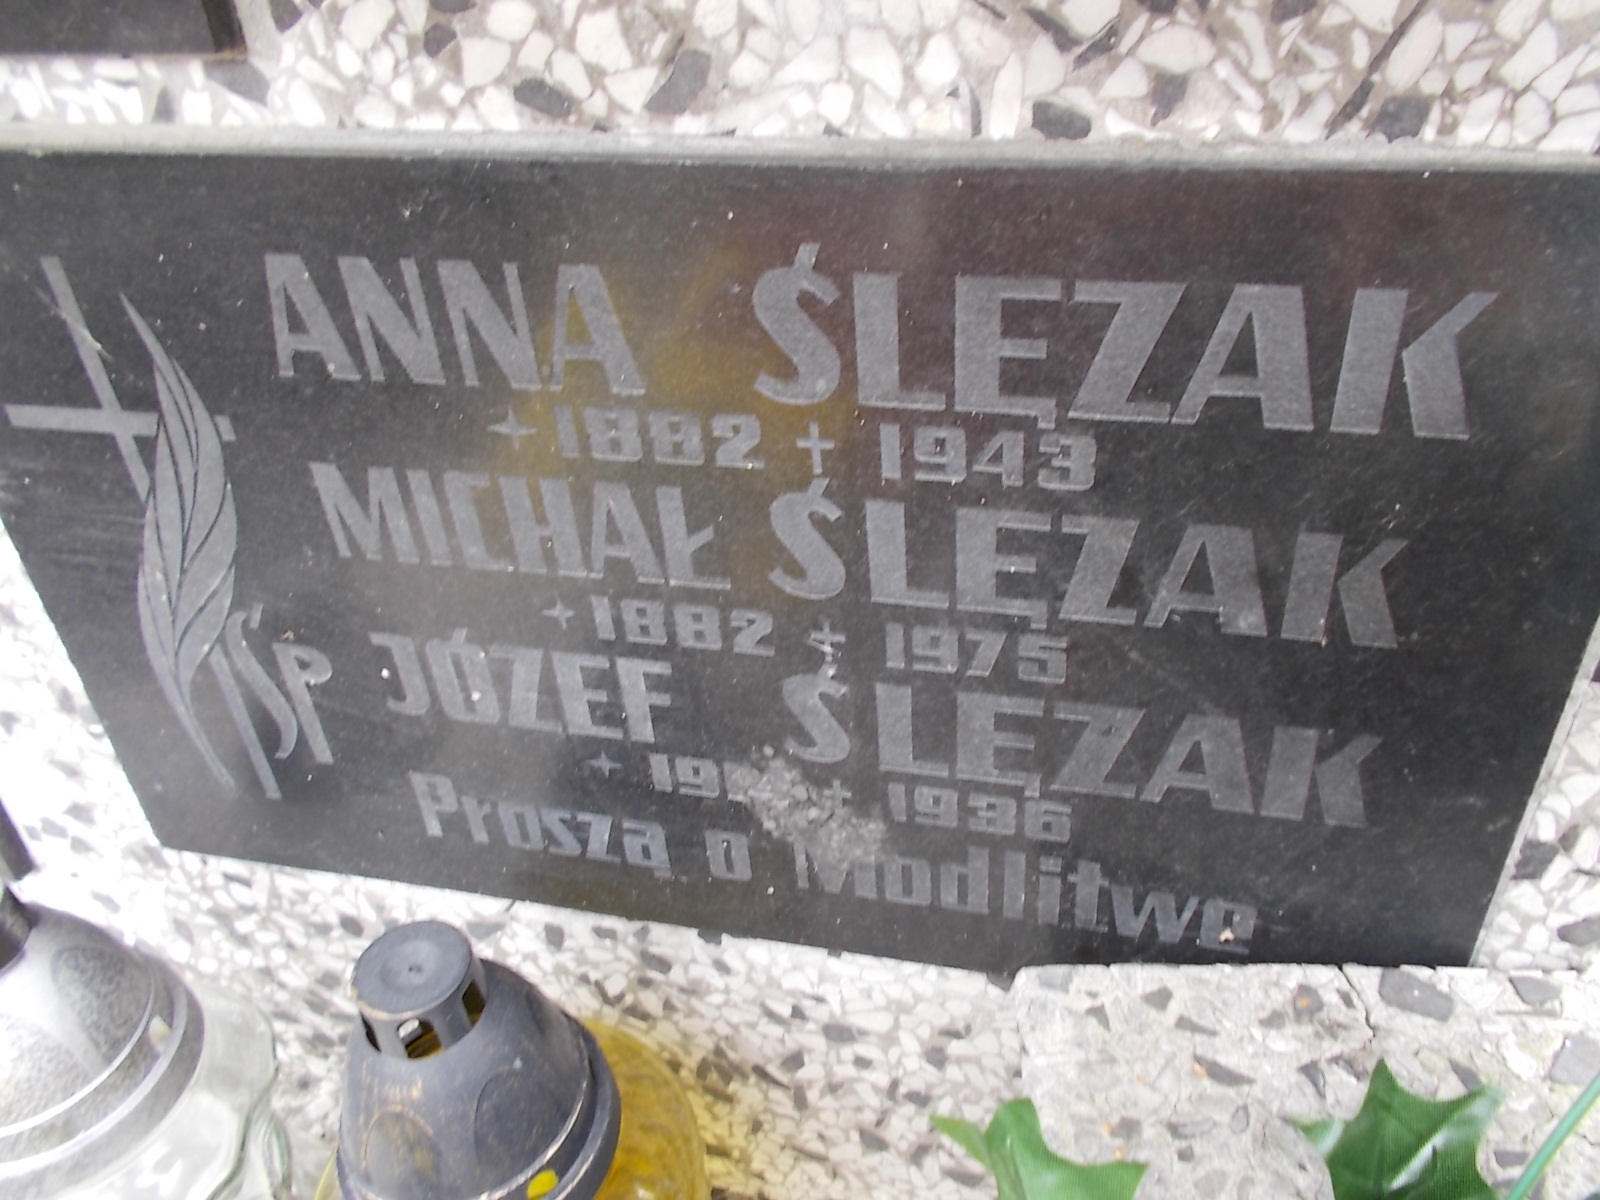 ANNA ŚLĘZAK
1882 † 1943
MICHAŁ ŚLĘZAK
1882 † 1975
ŚP JÓZEF ŚLĘZAK
† 1936
Proszą o Modlitwę